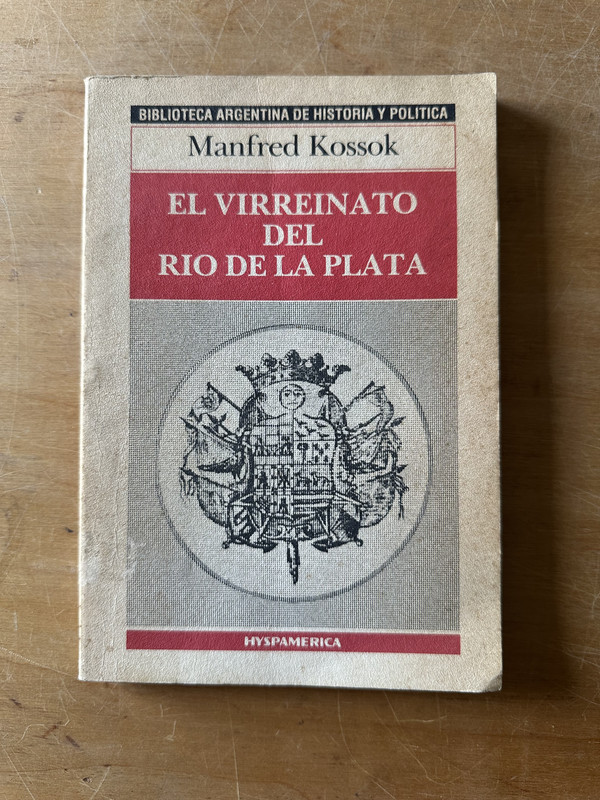 BIBLIOTECA ARGENTINA DE HISTORIA Y POLITICA
Manfred Kossok
EL VIRREINATO
DEL
RIO DE LA PLATA
HYSPAMERICA